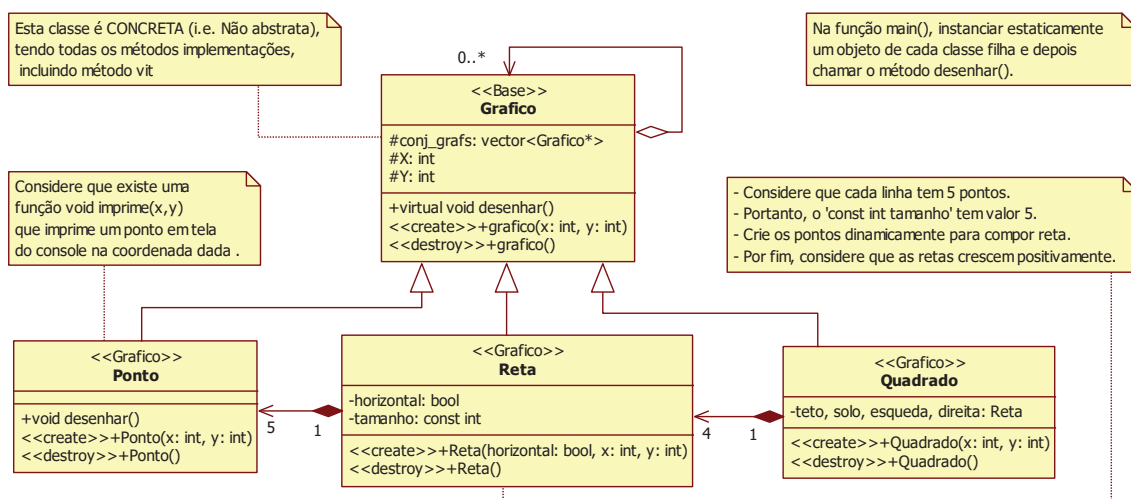 Esta classe é CONCRETA (i.e. Não abstrata),
tendo todas os métodos implementações,
incluindo método vit
Na função main(), instanciar estaticamente
um objeto de cada classe filha e depois
chamar o método desenhar().
0..*
<<Base>>
Grafico
#conj_grafs: vector<Grafico*>
#X: int
#Y: int
+virtual void desenhar()
<<create>>+grafico(x: int, y: int)
<<destroy>>+grafico()
Considere que existe uma
função void imprime(x,y)
que imprime um ponto em tela
do console na coordenada dada .
- Considere que cada linha tem 5 pontos.
- Portanto, o 'const int tamanho' tem valor 5.
- Crie os pontos dinamicamente para compor reta.
- Por fim, considere que as retas crescem positivamente.
<<Grafico>>
Ponto
+void desenhar()
<<create>>+Ponto(x: int, y: int)
<<destroy>>+Ponto()
5
1
<<Grafico>>
Reta
-horizontal: bool
-tamanho: const int
<<create>>+Reta(horizontal: bool, x: int, y: int)
<<destroy>>+Reta()
4
1
<<Grafico>>
Quadrado
-teto, solo, esqueda, direita: Reta
<<create>>+Quadrado(x: int, y: int)
<<destroy>>+Quadrado()